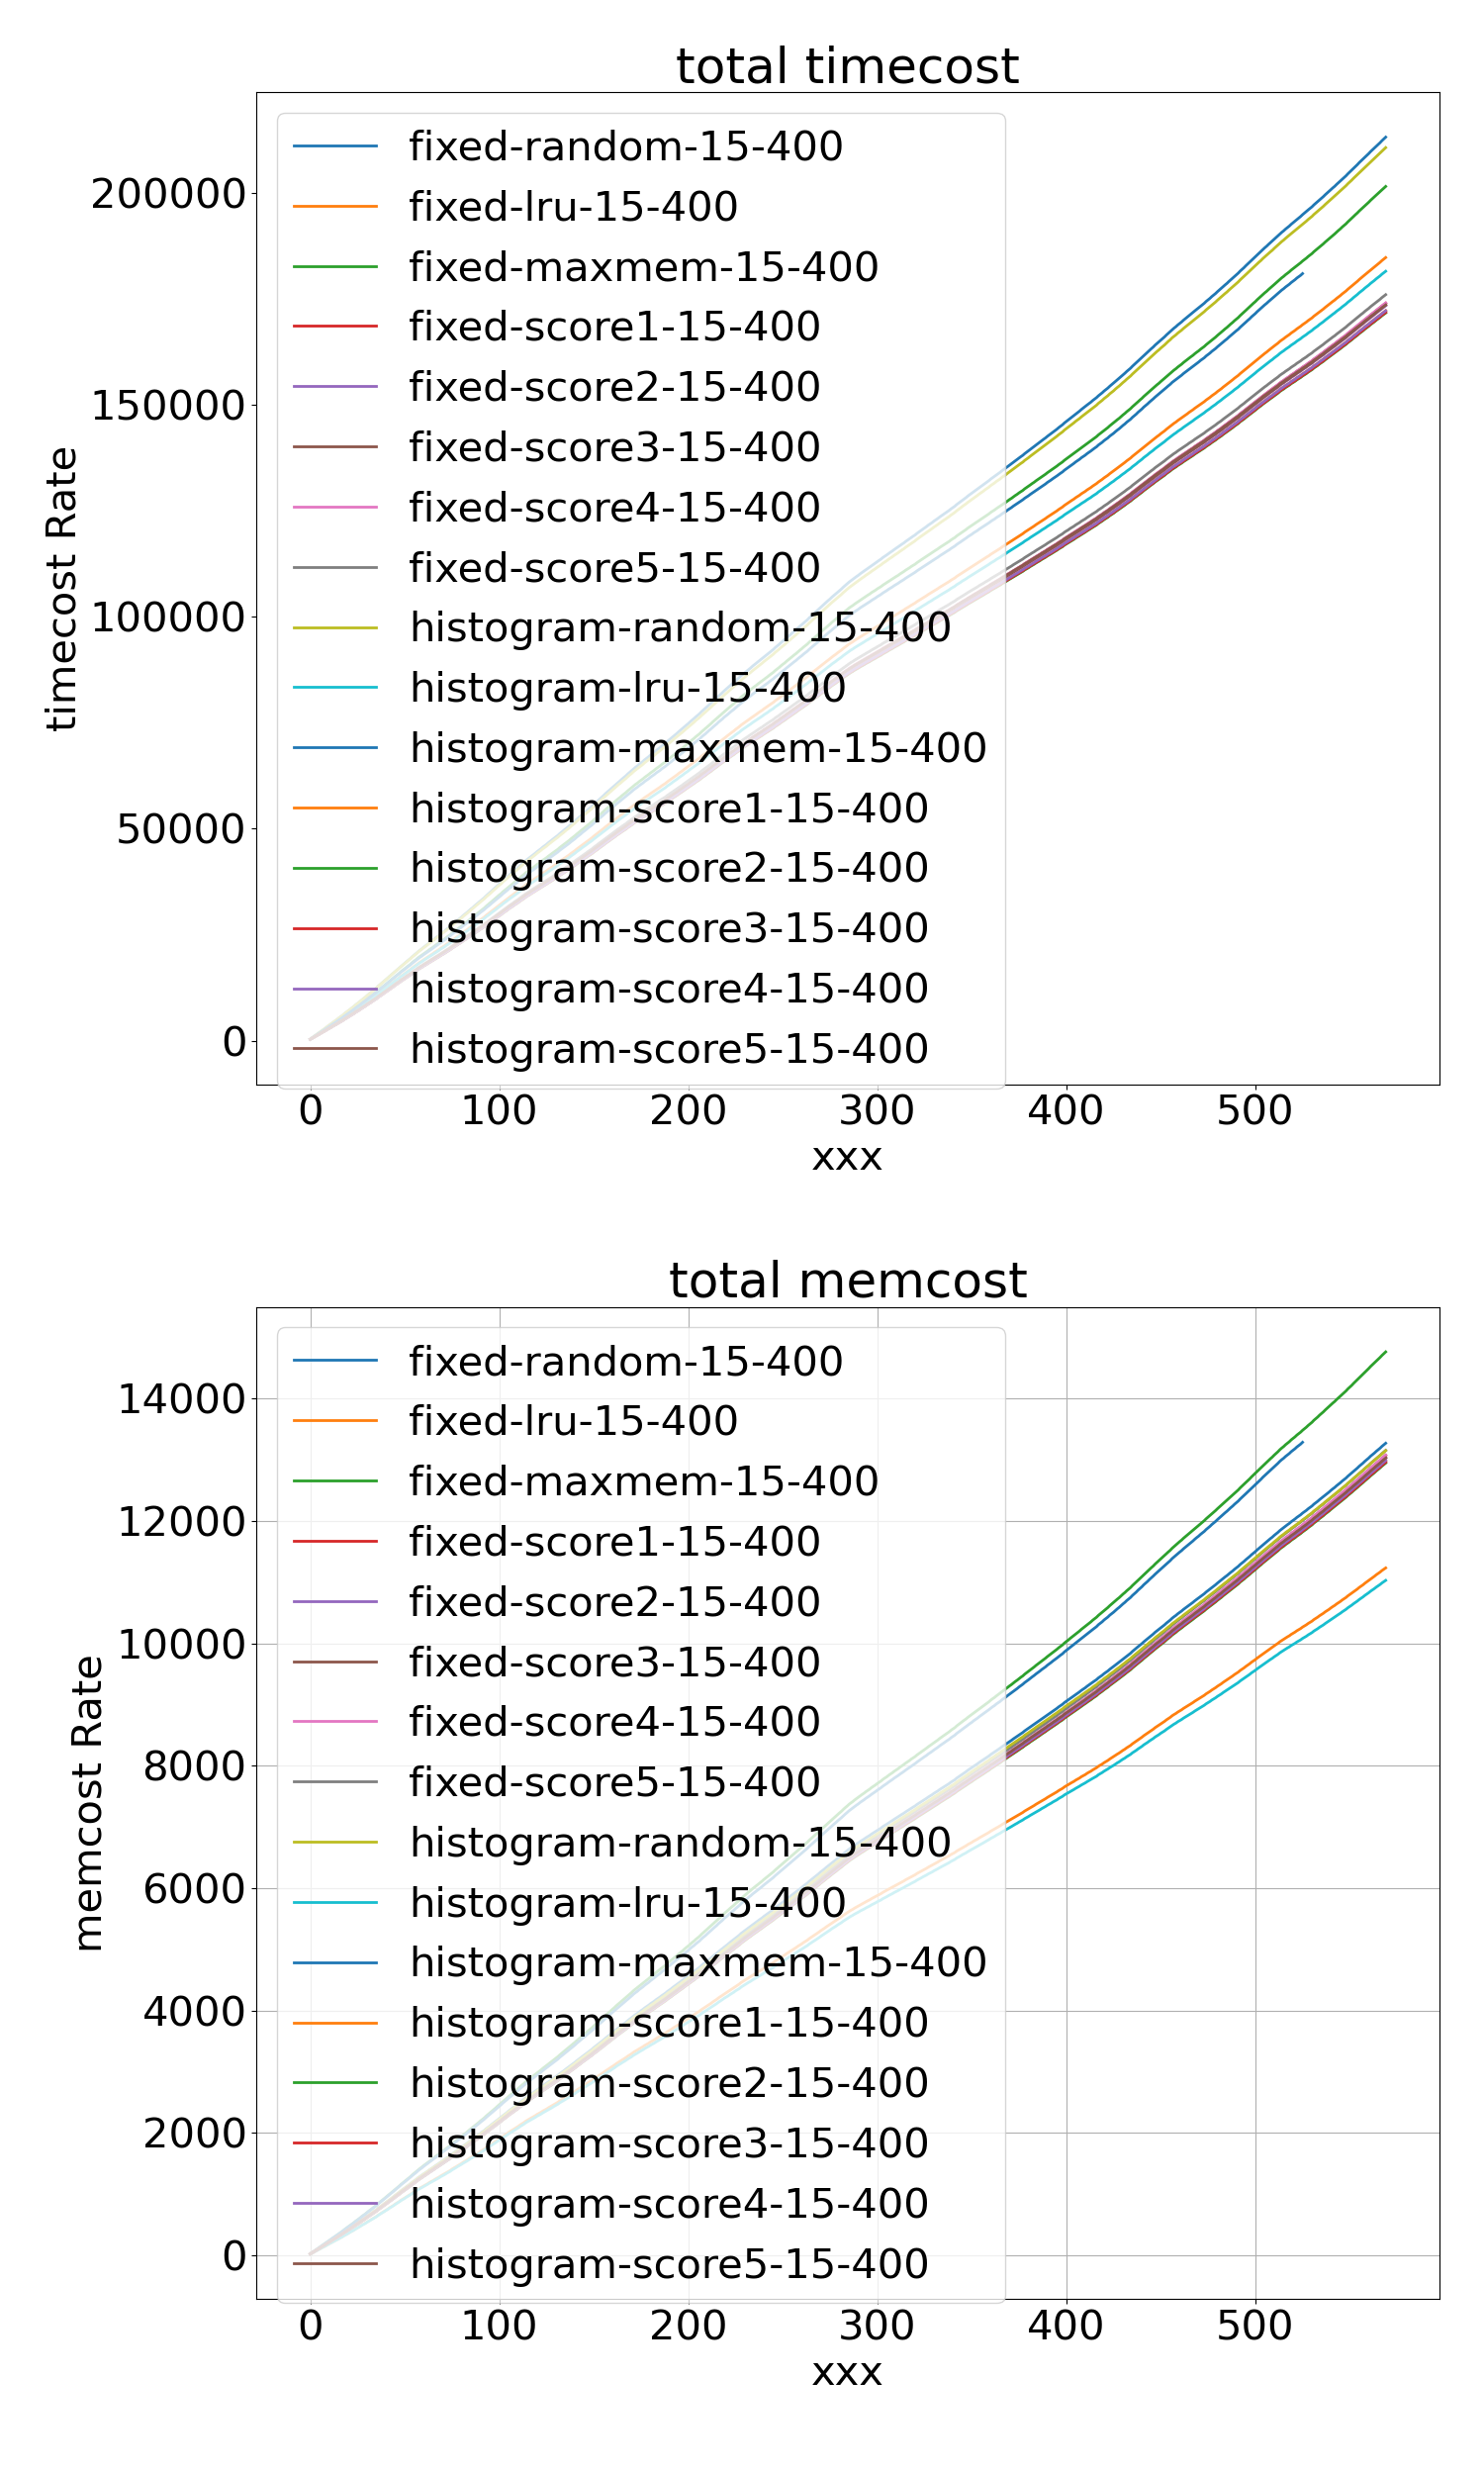 total timecost
timecost Rate
200000
150000
100000
50000
0
fixed-random-15-400
fixed-lru-15-400
fixed-maxmem-15-400
fixed-score1-15-400
fixed-score2-15-400
fixed-score3-15-400
fixed-score4-15-400
fixed-score5-15-400
histogram-random-15-400
histogram-lru-15-400
histogram-maxmem-15-400
histogram-score1-15-400
histogram-score2-15-400
histogram-score3-15-400
histogram-score4-15-400
histogram-score5-15-400
0 100 200 300 400 500
xxx
total memcost
memcost Rate
14000
12000
10000
8000
6000
4000
2000
0
fixed-random-15-400
fixed-lru-15-400
fixed-maxmem-15-400
fixed-score1-15-400
fixed-score2-15-400
fixed-score3-15-400
fixed-score4-15-400
fixed-score5-15-400
histogram-random-15-400
histogram-lru-15-400
histogram-maxmem-15-400
histogram-score1-15-400
histogram-score2-15-400
histogram-score3-15-400
histogram-score4-15-400
histogram-score5-15-400
0 100 200 300 400 500
xxx